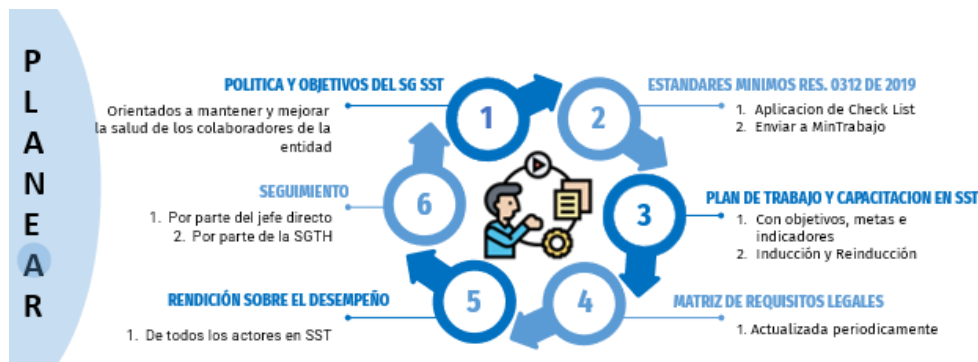 PLANEAR
POLITICA Y OBJETIVOS DEL SG SST
Orientados a mantener y mejorar
la salud de los colaboradores de la
entidad
1
2
ESTANDARES MINIMOS RES. 0312 DE 2019
1. Aplicacion de Check List
2. Enviar a MinTrabajo
3
PLAN DE TRABAJO Y CAPACITACION EN SST
1. Con objetivos, metas e
indicadores
2. Inducción y Reinducción
4
MATRIZ DE REQUISITOS LEGALES
1. Actualizada periodicamente
5
RENDICIÓN SOBRE EL DESEMPEÑO
1. De todos los actores en SST
6
SEGUIMIENTO
1. Por parte del jefe directo
2. Por parte de la SGTH